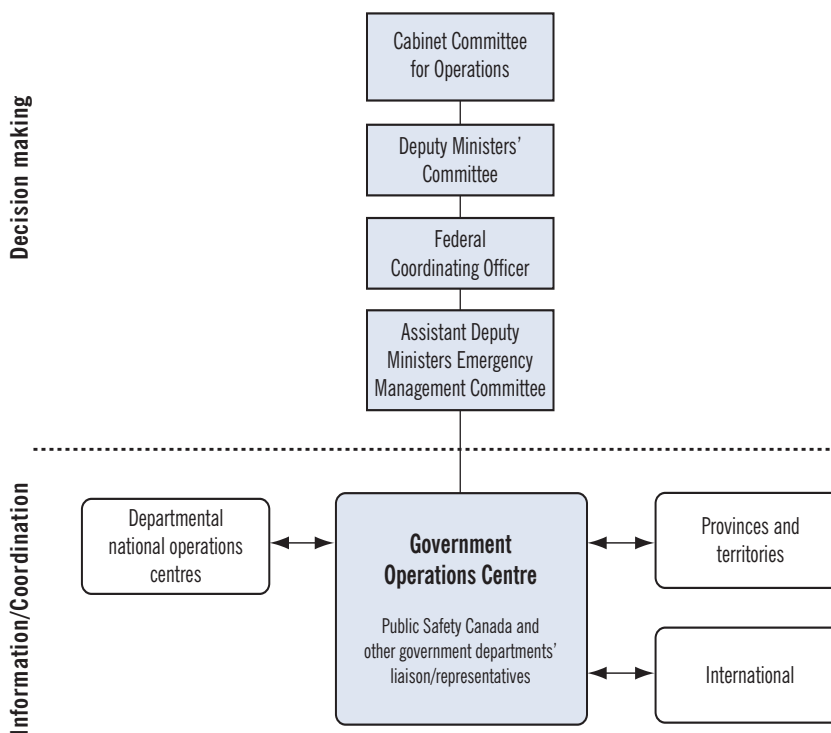 Decision making
Cabinet Committee
for Operations
Deputy Ministers’
Committee
Federal
Coordinating Officer
Assistant Deputy
Ministers Emergency
Management Committee
Information/Coordination
Departmental
national operations
centres
Government
Operations Centre
Public Safety Canada and
other government departments’
liaison/representatives
Provinces and
territories
International